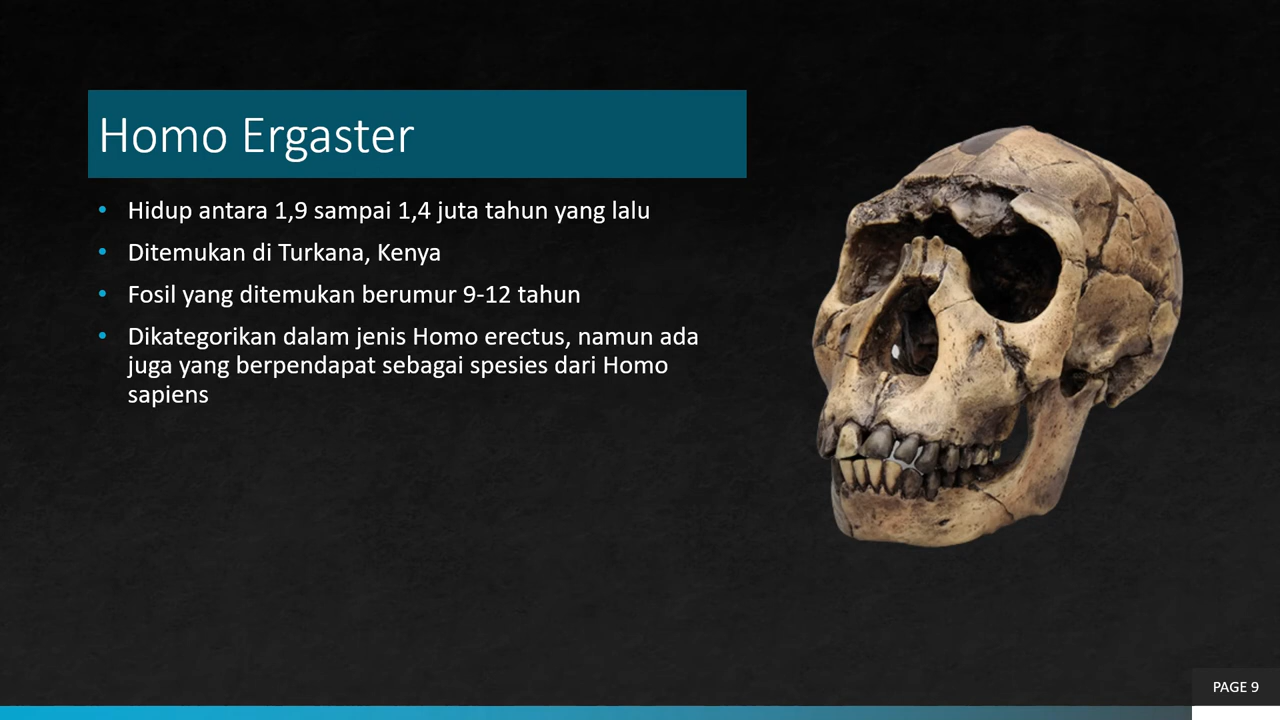 Homo Ergaster
• Hidup antara 1,9 sampai 1,4 juta tahun yang lalu
• Ditemukan di Turkana, Kenya
• Fosil yang ditemukan berumur 9-12 tahun
• Dikategorikan dalam jenis Homo erectus, namun ada
juga yang berpendapat sebagai spesies dari Homo
sapiens
PAGE 9